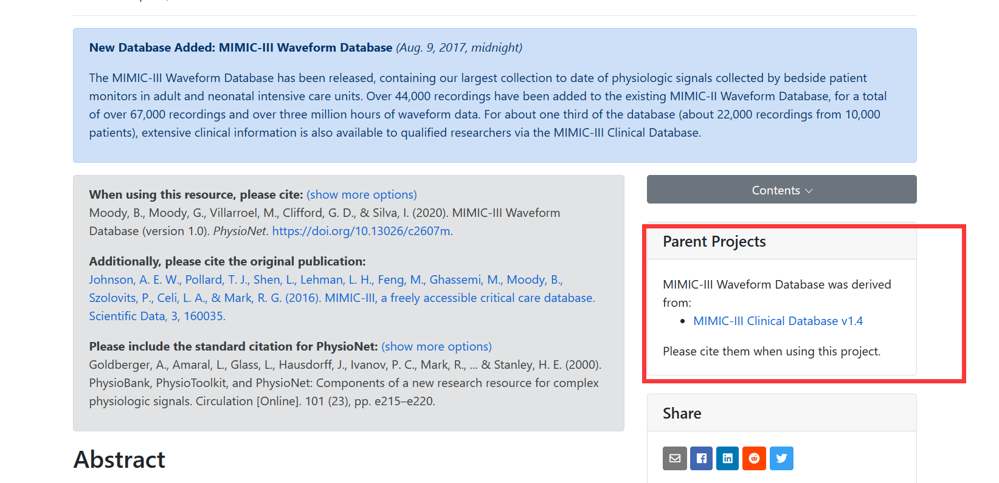 New Database Added: MIMIC-III Waveform Database (Aug. 9, 2017, midnight)
The MIMIC-III Waveform Database has been released, containing our largest collection to date of physiologic signals collected by bedside patient
monitors in adult and neonatal intensive care units. Over 44,000 recordings have been added to the existing MIMIC-II Waveform Database, for a total
of over 67,000 recordings and over three million hours of waveform data. For about one third of the database (about 22,000 recordings from 10,000
patients), extensive clinical information is also available to qualified researchers via the MIMIC-III Clinical Database.
When using this resource, please cite: (show more options)
Moody, B., Moody, G., Villarroel, M., Clifford, G. D., & Silva, I. (2020). MIMIC-III Waveform
Database (version 1.0). PhysioNet. https://doi.org/10.13026/c2607m.
Additionally, please cite the original publication:
Johnson, A. E. W., Pollard, T. J., Shen, L., Lehman, L. H., Feng, M., Ghassemi, M., Moody, B.,
Szolovits, P., Celi, L. A., & Mark, R. G. (2016). MIMIC-III, a freely accessible critical care database.
Scientific Data, 3, 160035.
Please include the standard citation for PhysioNet: (show more options)
Goldberger, A., Amaral, L., Glass, L., Hausdorff, J., Ivanov, P. C., Mark, R., ... & Stanley, H. E. (2000).
PhysioBank, PhysioToolkit, and PhysioNet: Components of a new research resource for complex
physiologic signals. Circulation [Online]. 101 (23), pp. e215–e220.
Abstract
Contents
Parent Projects
MIMIC-III Waveform Database was derived
from:
• MIMIC-III Clinical Database v1.4
Please cite them when using this project.
Share